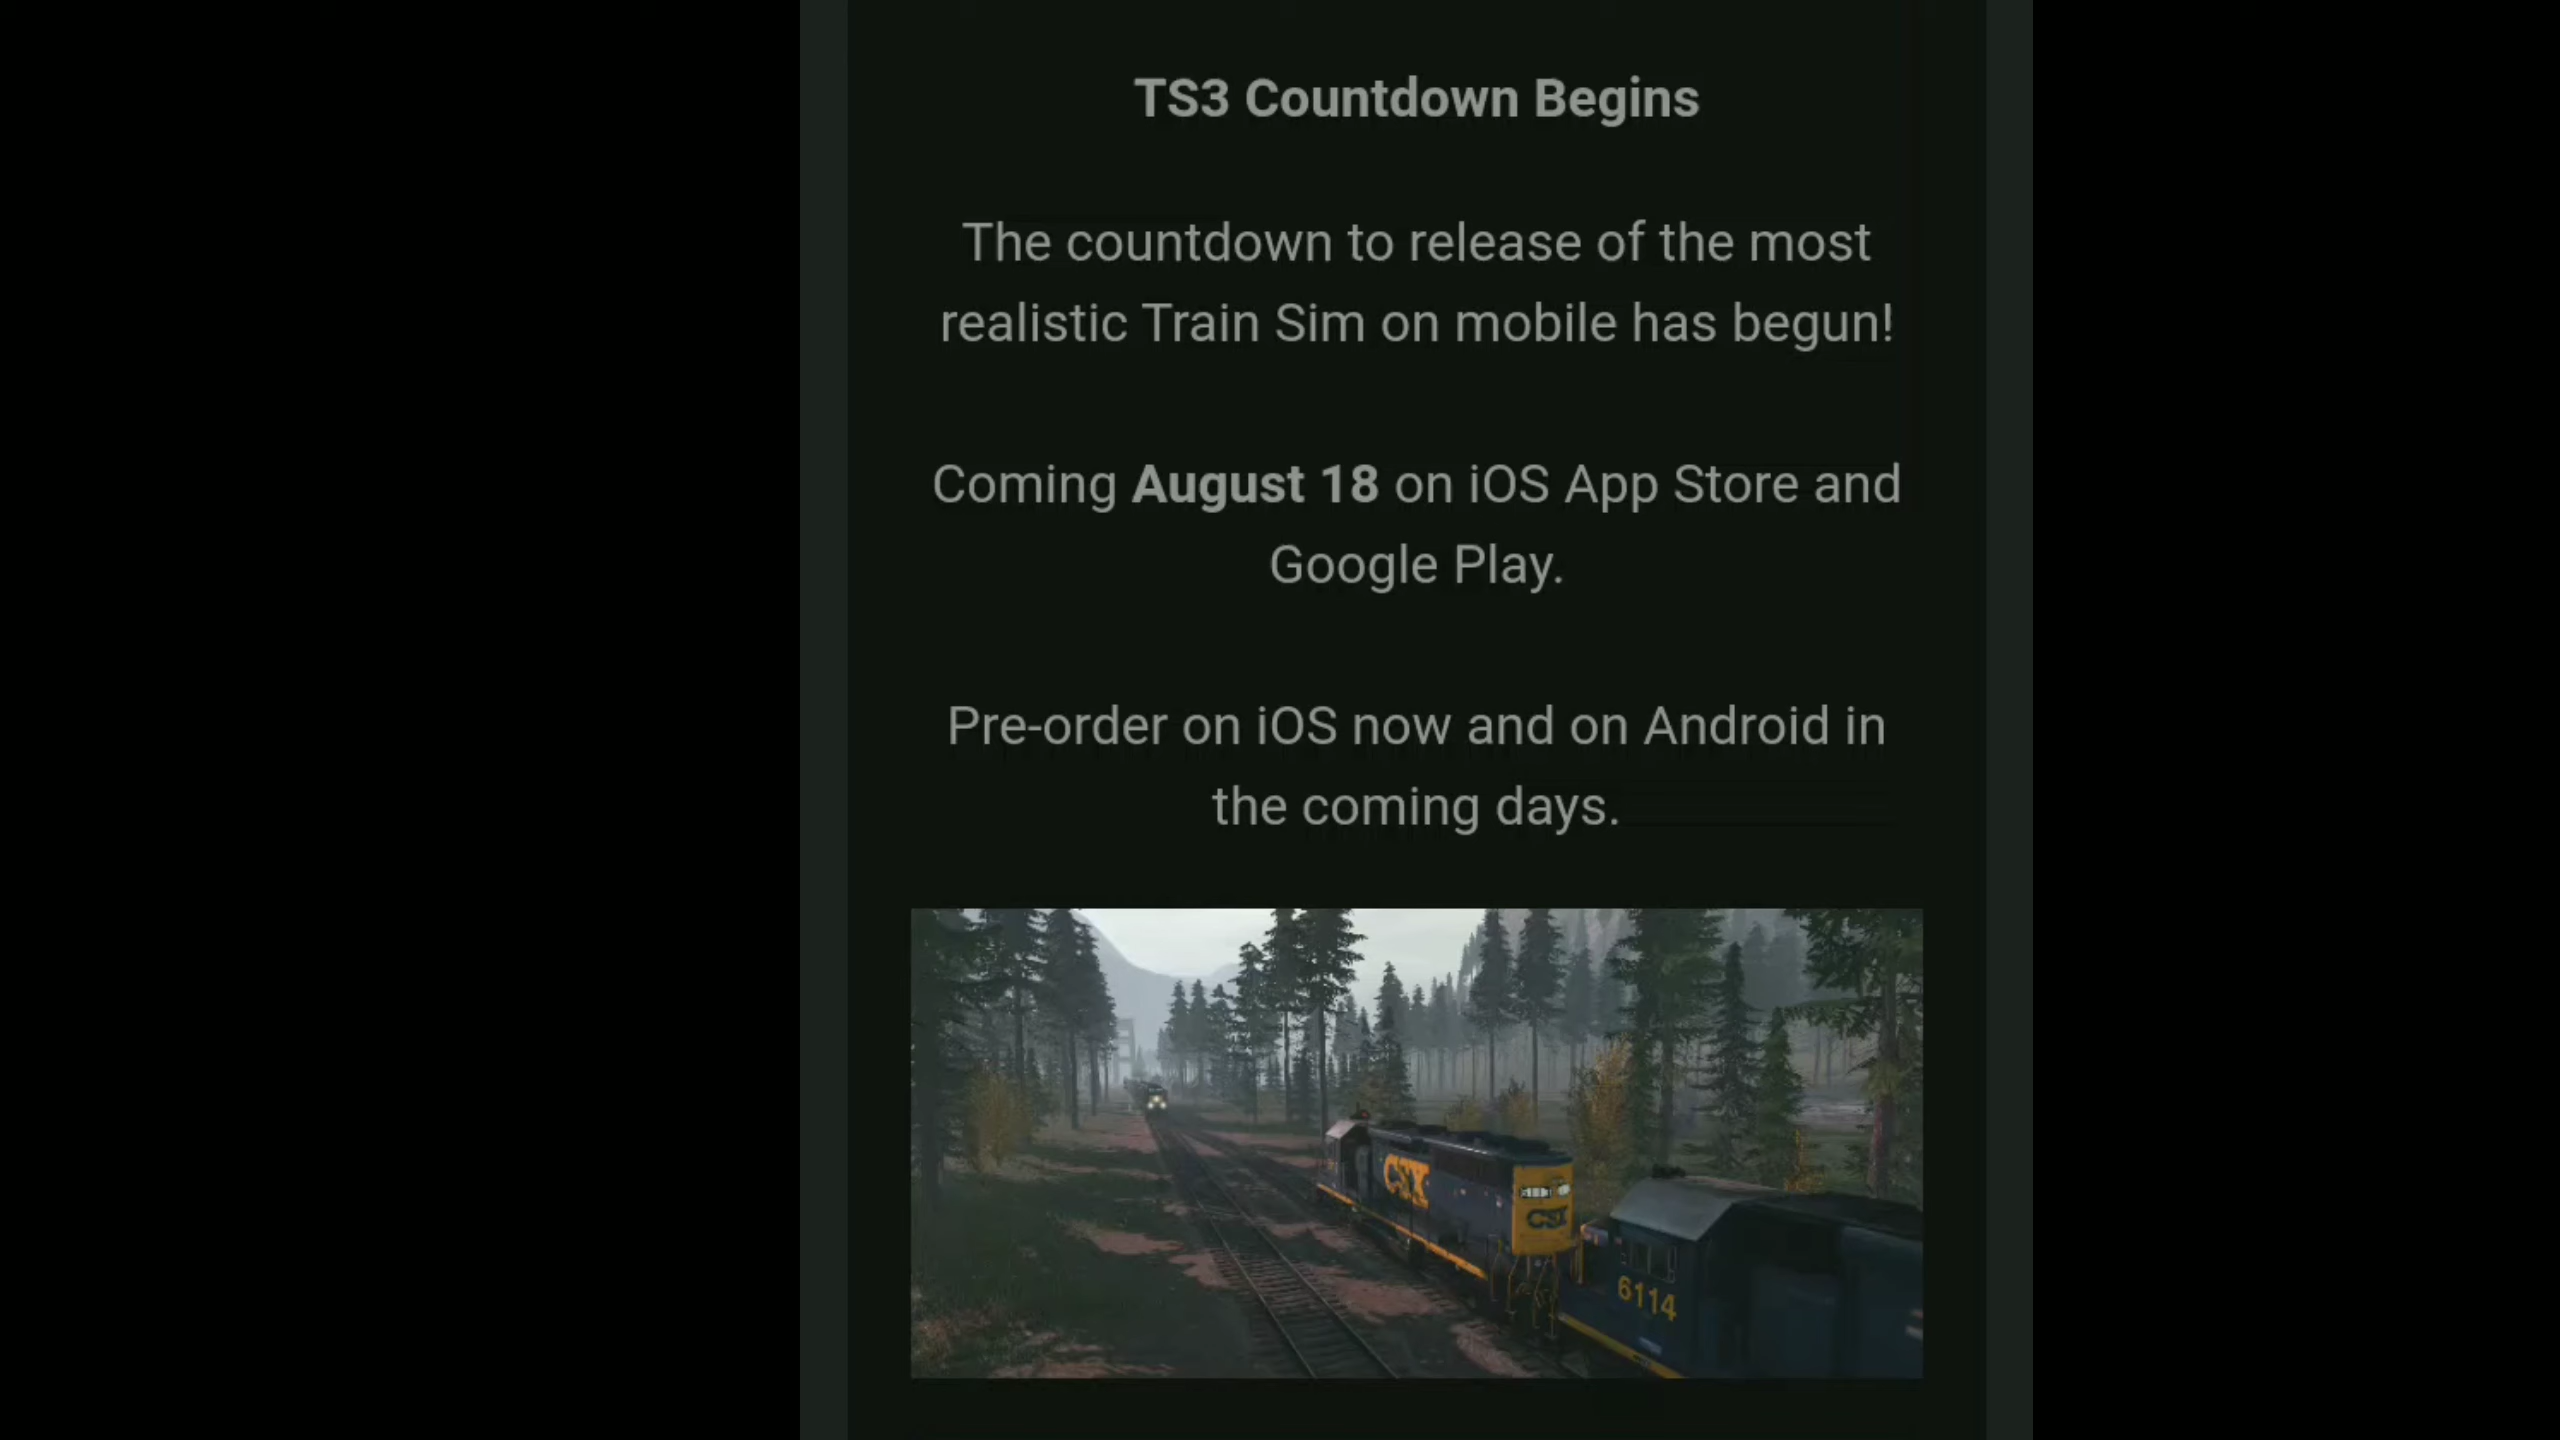 TS3 Countdown Begins
The countdown to release of the most
realistic Train Sim on mobile has begun!
Coming August 18 on iOS App Store and
Google Play.
Pre-order on iOS now and on Android in
the coming days.
CSX
CSX
6114